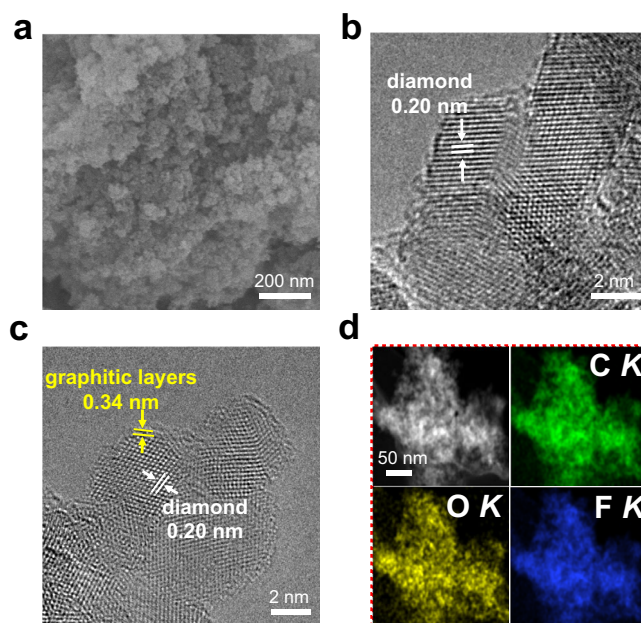 a
200 nm
b
diamond
0.20 nm
2 nm
c
graphitic layers
0.34 nm
diamond
0.20 nm
2 nm
d
50 nm
C K
O K
F K